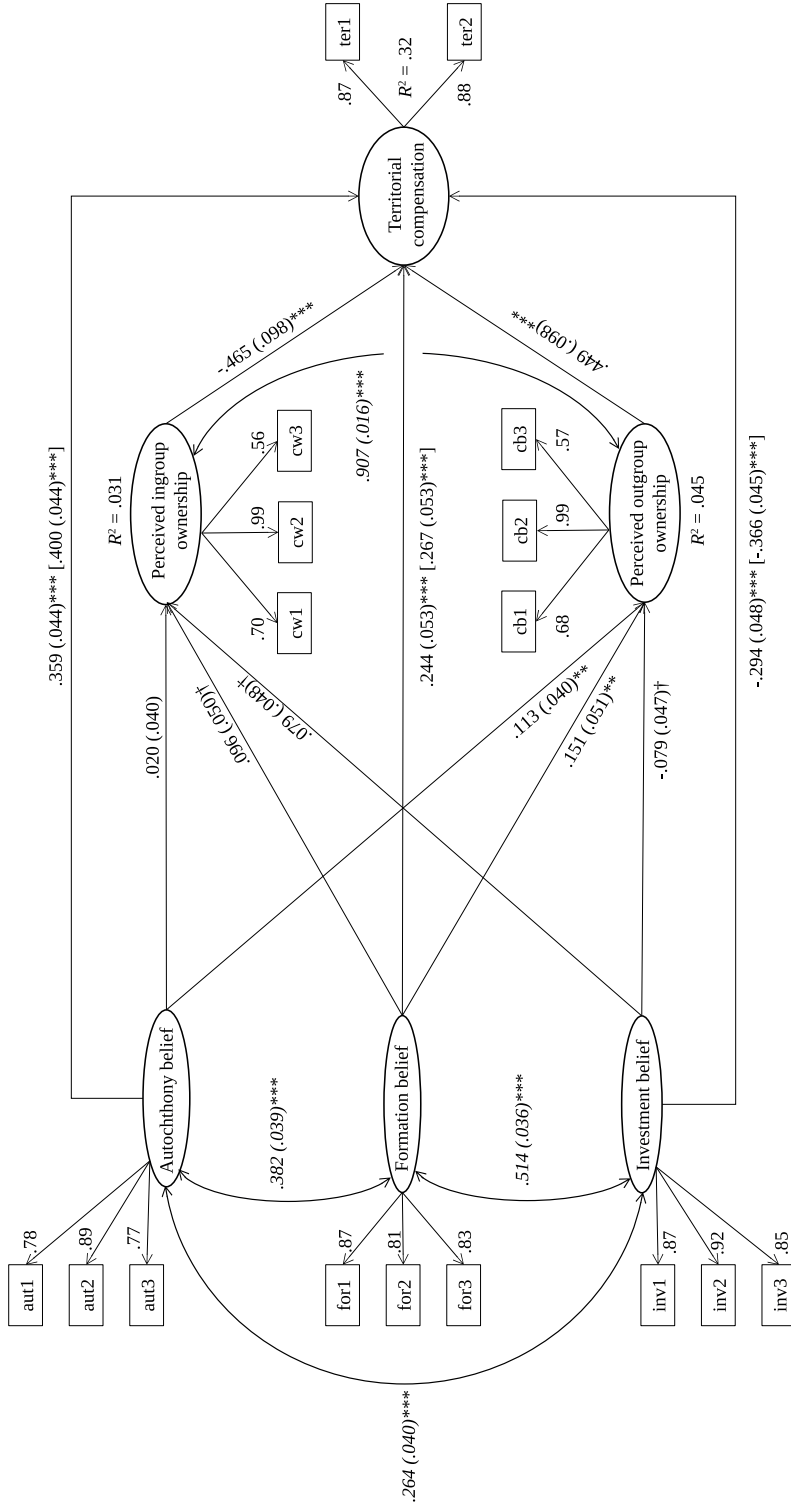 .359 (.044)*** [.400 (.044)***]
aut1
.78
aut2
.89
aut3
.77
Autochthony belief
.020 (.040)
.096 (.050)†
.079 (.048)†
R² = .031
Perceived ingroup
ownership
.70
.99
.56
cw1
cw2
cw3
-.465 (.098)***
.907 (.016)***
.382 (.039)***
.264 (.040)***
for1
.87
for2
.81
for3
.83
Formation belief
.244 (.053)*** [.267 (.053)***]
Territorial
compensation
.87
ter1
R² = .32
.88
ter2
.514 (.036)***
cb1
cb2
cb3
.68
.99
.57
.449 (.098)***
.113 (.040)**
.151 (.051)**
-.079 (.047)†
Perceived outgroup
ownership
R² = .045
Investment belief
inv1
.87
inv2
.92
inv3
.85
-.294 (.048)*** [-.366 (.045)***]